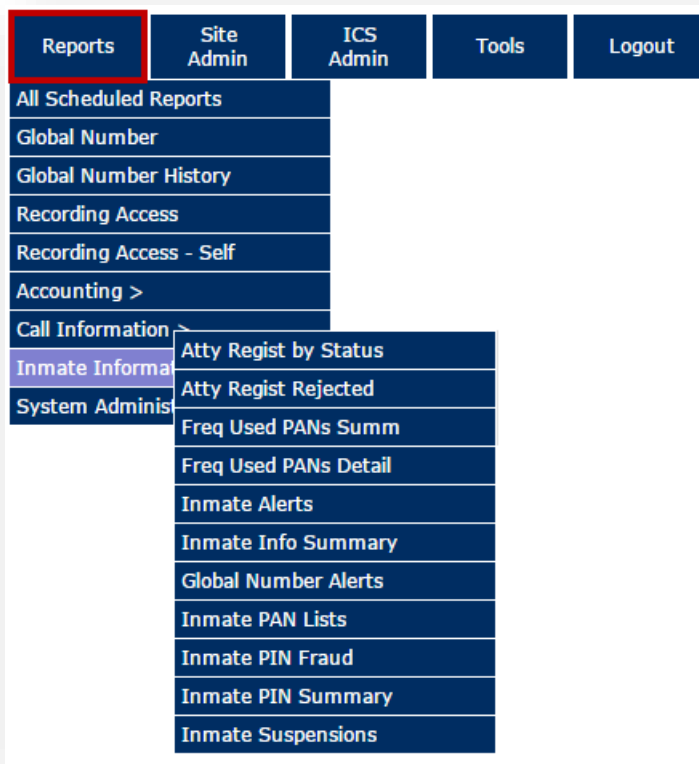 Reports
Site
Admin
ICS
Admin
Tools
Logout
All Scheduled Reports
Global Number
Global Number History
Recording Access
Recording Access - Self
Accounting >
Call Information >
Inmate
System
Atty Regist by Status
Atty Regist Rejected
Freq Used PANs Summ
Freq Used PANs Detail
Inmate Alerts
Inmate Info Summary
Global Number Alerts
Inmate PAN Lists
Inmate PIN Fraud
Inmate PIN Summary
Inmate Suspensions